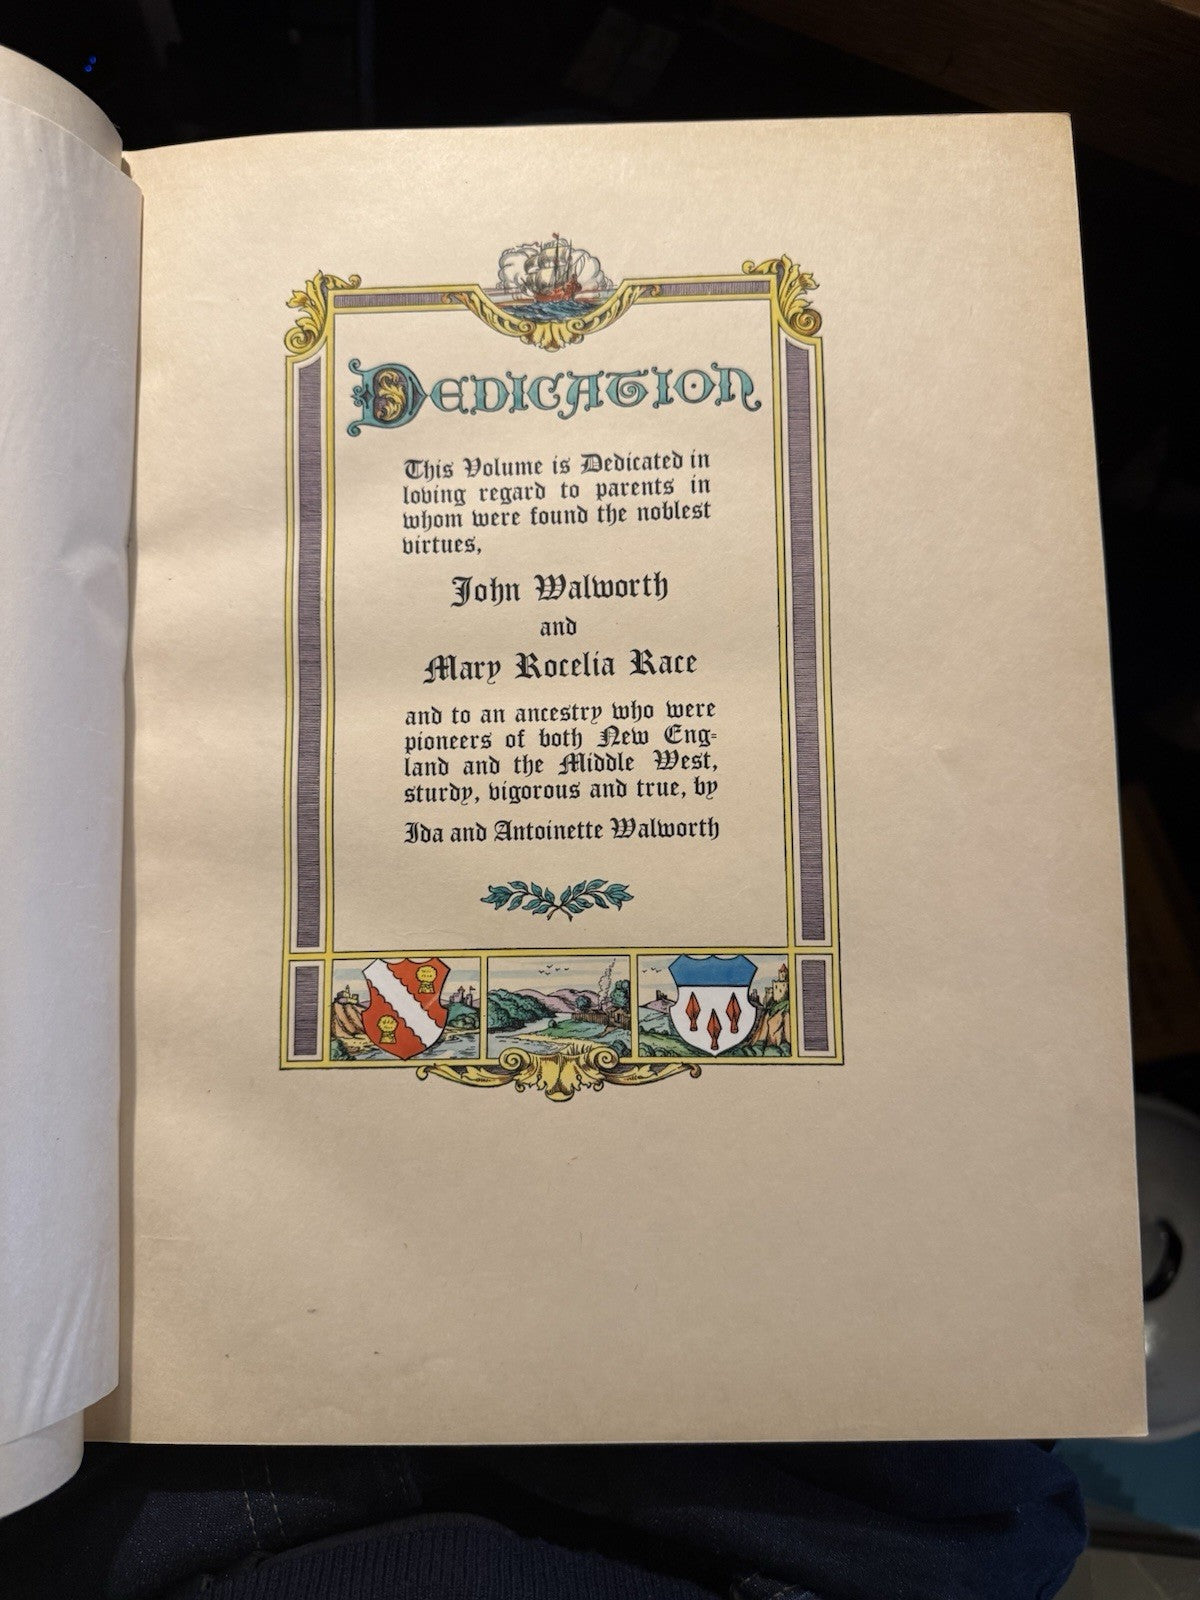 Dedication
This Volume is Dedicated in
loving regard to parents in
whom were found the noblest
virtues,
John Walworth
and
Mary Rocelia Race
and to an ancestry who were
pioneers of both New Eng=
land and the Middle West,
sturdy, vigorous and true, by
Ida and Antoinette Walworth